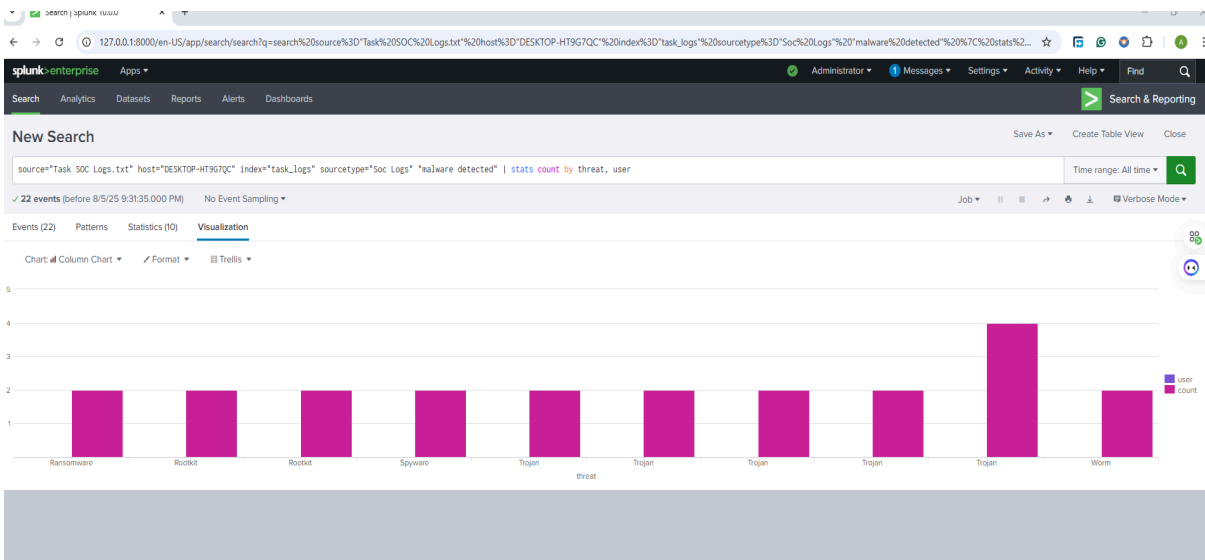 Search | Splunk 10.0.0
127.0.0.1:8000/en-US/app/search/search?q=search%20source%3D"Task%20SOC%20Logs.txt"%20host%3D"DESKTOP-HT9G7QC"%20index%3D"task_logs"%20sourcetype%3D"Soc%20Logs"%20"malware%20detected"%20%7C%20stats%2...
A
splunk>enterprise Apps Administrator 1 Messages Settings Activity Help Find
Search Analytics Datasets Reports Alerts Dashboards Search & Reporting
New Search Save As Create Table View Close
source="Task SOC Logs.txt" host="DESKTOP-HT9G7QC" index="task_logs" sourcetype="Soc Logs" "malware detected" | stats count by threat, user Time range: All time
22 events (before 8/5/25 9:31:35.000 PM) No Event Sampling Job Verbose Mode
Events (22) Patterns Statistics (10) Visualization
Chart: Column Chart Format Trellis
5
4
3
2
1
user
count
Ransomware Rootkit Rootkit Spyware Trojan Trojan Trojan Trojan Trojan Worm
threat